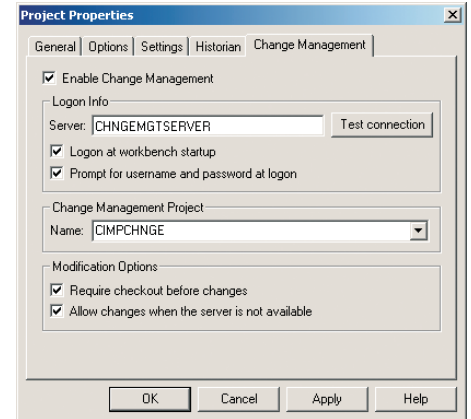 Project Properties
General Options Settings Historian Change Management
Enable Change Management
Logon Info
Server: CHNGEMGTSERVER Test connection
Logon at workbench startup
Prompt for username and password at logon
Change Management Project
Name: CIMPCHNGE
Modification Options
Require checkout before changes
Allow changes when the server is not available
OK Cancel Apply Help